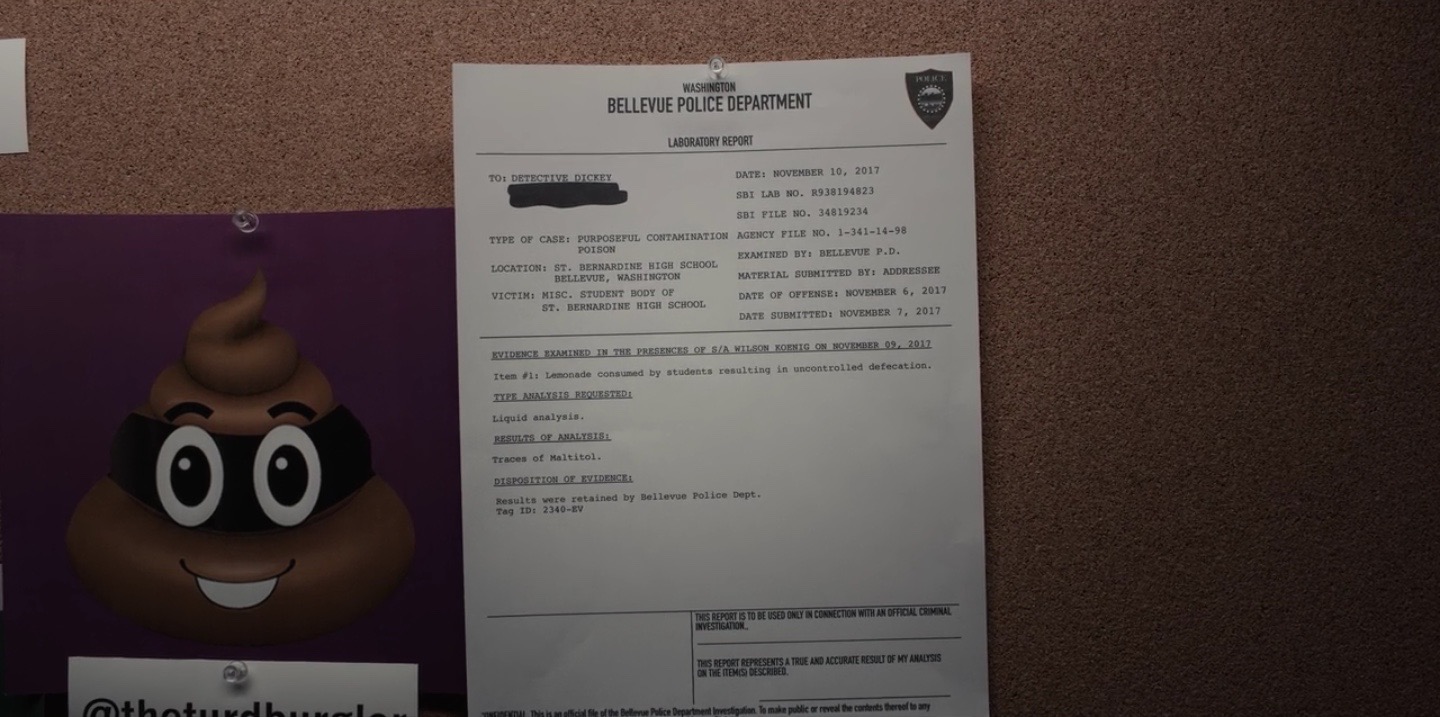 WASHINGTON
BELLEVUE POLICE DEPARTMENT
POLICE
LABORATORY REPORT
TO: DETECTIVE DICKEY
DATE: NOVEMBER 10, 2017
SBI LAB NO. R938194823
SBI FILE NO. 34819234
TYPE OF CASE: PURPOSEFUL CONTAMINATION
POISON
AGENCY FILE NO. 1-341-14-98
EXAMINED BY: BELLEVUE P.D.
LOCATION: ST. BERNARDINE HIGH SCHOOL
BELLEVUE, WASHINGTON
MATERIAL SUBMITTED BY: ADDRESSEE
VICTIM: MISC. STUDENT BODY OF
ST. BERNARDINE HIGH SCHOOL
DATE OF OFFENSE: NOVEMBER 6, 2017
DATE SUBMITTED: NOVEMBER 7, 2017
EVIDENCE EXAMINED IN THE PRESENCES OF S/A WILSON KOENIG ON NOVEMBER 09, 2017
Item #1: Lemonade consumed by students resulting in uncontrolled defecation.
TYPE ANALYSIS REQUESTED:
Liquid analysis.
RESULTS OF ANALYSIS:
Traces of Maltitol.
DISPOSITION OF EVIDENCE:
Results were retained by Bellevue Police Dept.
Tag ID: 2340-EV
THIS REPORT IS TO BE USED ONLY IN CONNECTION WITH AN OFFICIAL CRIMINAL
INVESTIGATION.
THIS REPORT REPRESENTS A TRUE AND ACCURATE RESULT OF MY ANALYSIS
ON THE ITEM(S) DESCRIBED.
CONFIDENTIAL This is an official file of the Bellevue Police Department Investigation. To make public or reveal the contents thereof to any
@theturdburglar